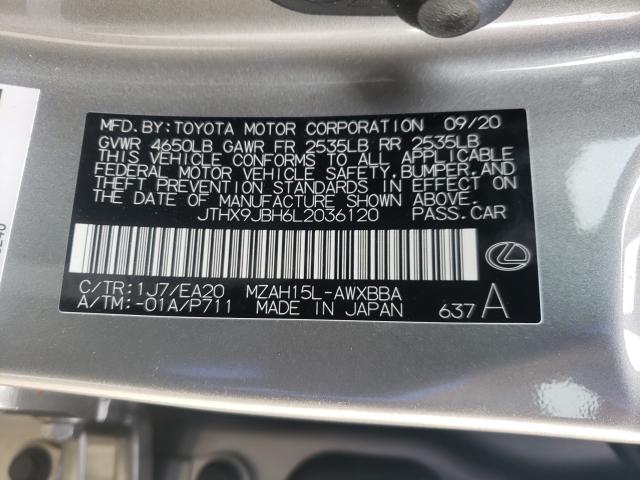 MFD. BY: TOYOTA MOTOR CORPORATION 09/20
GVWR 4650LB GAWR FR 2535LB RR 2535LB
THIS VEHICLE CONFORMS TO ALL APPLICABLE
FEDERAL MOTOR VEHICLE SAFETY, BUMPER, AND
THEFT PREVENTION STANDARDS IN EFFECT ON
THE DATE OF MANUFACTURE SHOWN ABOVE.
JTHX9JBH6L2036120 PASS. CAR
C/TR: 1J7/EA20 MZAH15L-AWXBBA
A/TM: -01A/P711 MADE IN JAPAN 637 A